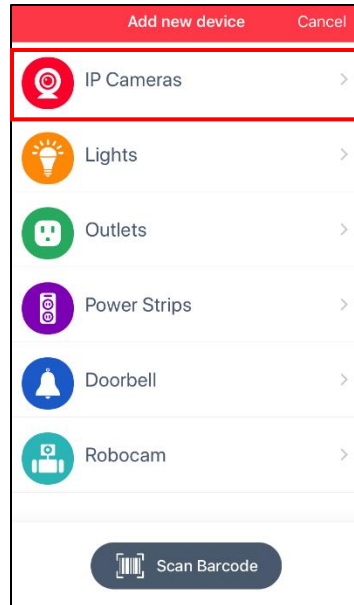 Add new device Cancel
IP Cameras
Lights
Outlets
Power Strips
Doorbell
Robocam
Scan Barcode